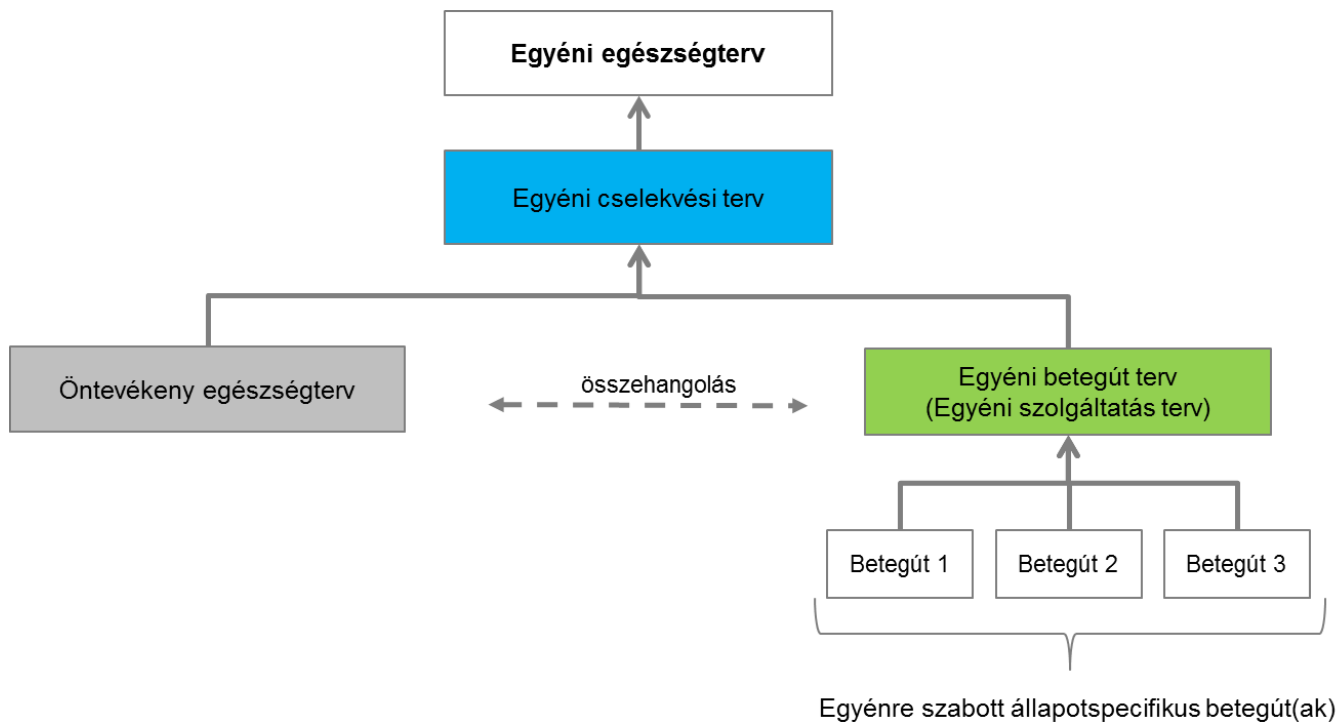 Egyéni egészségterv
Egyéni cselekvési terv
Öntevékeny egészségterv
összehangolás
Egyéni betegút terv
(Egyéni szolgáltatás terv)
Betegút 1
Betegút 2
Betegút 3
Egyénre szabott állapotspecifikus betegút(ak)